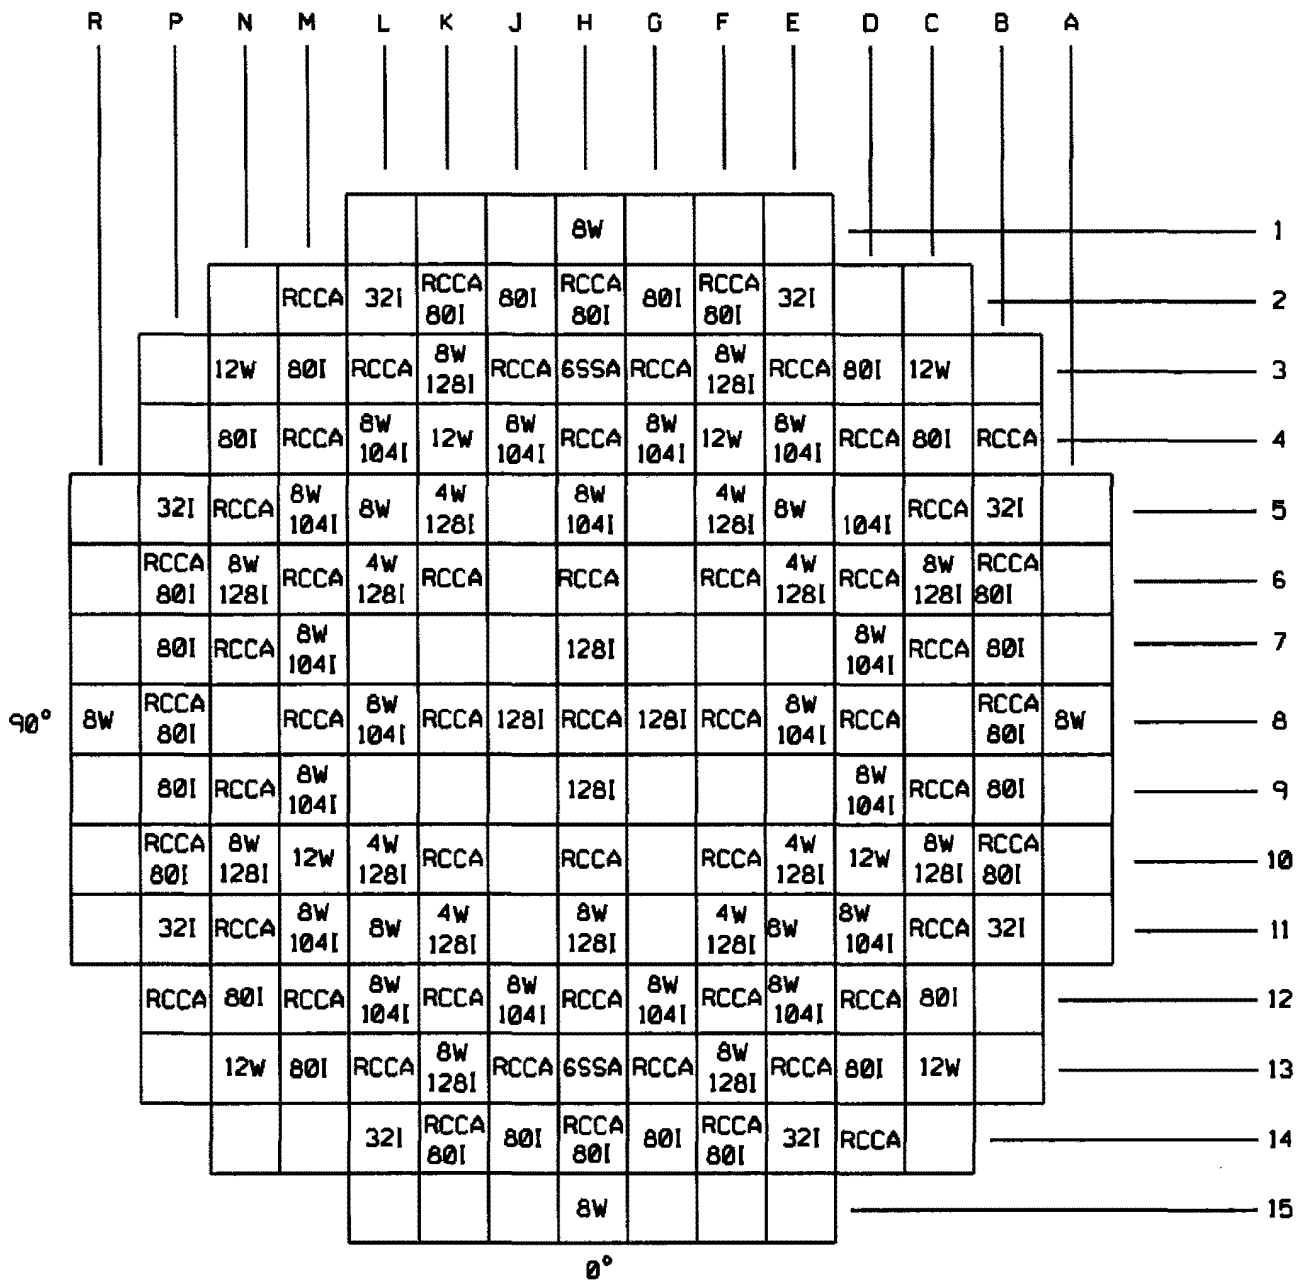 R P N M L K J H G F E D C B A
8W 1
RCCA 32I RCCA 80I 80I RCCA 80I 80I RCCA 80I 32I 2
12W 80I RCCA 8W 128I RCCA 6SSA RCCA 8W 128I RCCA 80I 12W 3
80I RCCA 8W 104I 12W 8W 104I RCCA 8W 104I 12W 8W 104I RCCA 80I RCCA 4
32I RCCA 8W 104I 8W 4W 128I 8W 104I 4W 128I 8W 104I RCCA 32I 5
RCCA 80I 8W 128I RCCA 4W 128I RCCA RCCA RCCA 4W 128I RCCA 8W 128I RCCA 80I 6
80I RCCA 8W 104I 128I 8W 104I RCCA 80I 7
90° 8W RCCA 80I RCCA 8W 104I RCCA 128I RCCA 128I RCCA 8W 104I RCCA RCCA 80I 8W 8
80I RCCA 8W 104I 128I 8W 104I RCCA 80I 9
RCCA 80I 8W 128I 12W 4W 128I RCCA RCCA RCCA 4W 128I 12W 8W 128I RCCA 80I 10
32I RCCA 8W 104I 8W 4W 128I 8W 128I 4W 128I 8W 8W 104I RCCA 32I 11
RCCA 80I RCCA 8W 104I RCCA 8W 104I RCCA 8W 104I RCCA 8W 104I RCCA 80I 12
12W 80I RCCA 8W 128I RCCA 6SSA RCCA 8W 128I RCCA 80I 12W 13
32I RCCA 80I 80I RCCA 80I 80I RCCA 80I 32I RCCA 14
8W 15
0°